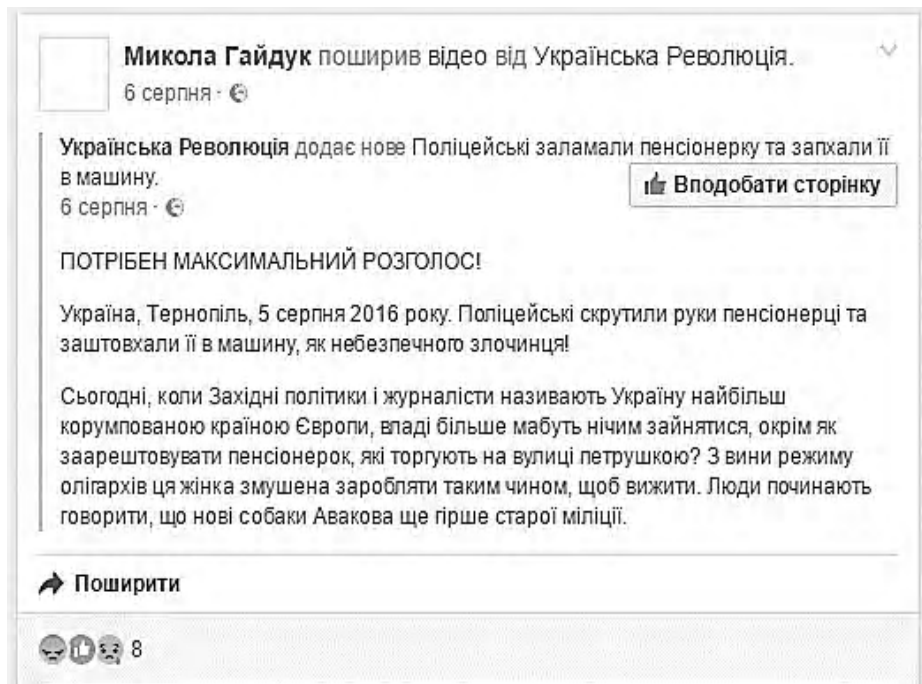 Микола Гайдук поширив відео від Українська Революція.
6 серпня ·
Українська Революція додає нове Поліцейські заламали пенсіонерку та запхали її
в машину.
Вподобати сторінку
6 серпня ·
ПОТРІБЕН МАКСИМАЛЬНИЙ РОЗГОЛОС!
Україна, Тернопіль, 5 серпня 2016 року. Поліцейські скрутили руки пенсіонерці та
заштовхали її в машину, як небезпечного злочинця!
Сьогодні, коли Західні політики і журналісти називають Україну найбільш
корумпованою країною Європи, владі більше мабуть нічим зайнятися, окрім як
заарештовувати пенсіонерок, які торгують на вулиці петрушкою? З вини режиму
олігархів ця жінка змушена заробляти таким чином, щоб вижити. Люди починають
говорити, що нові собаки Авакова ще гірше старої міліції.
Поширити
8